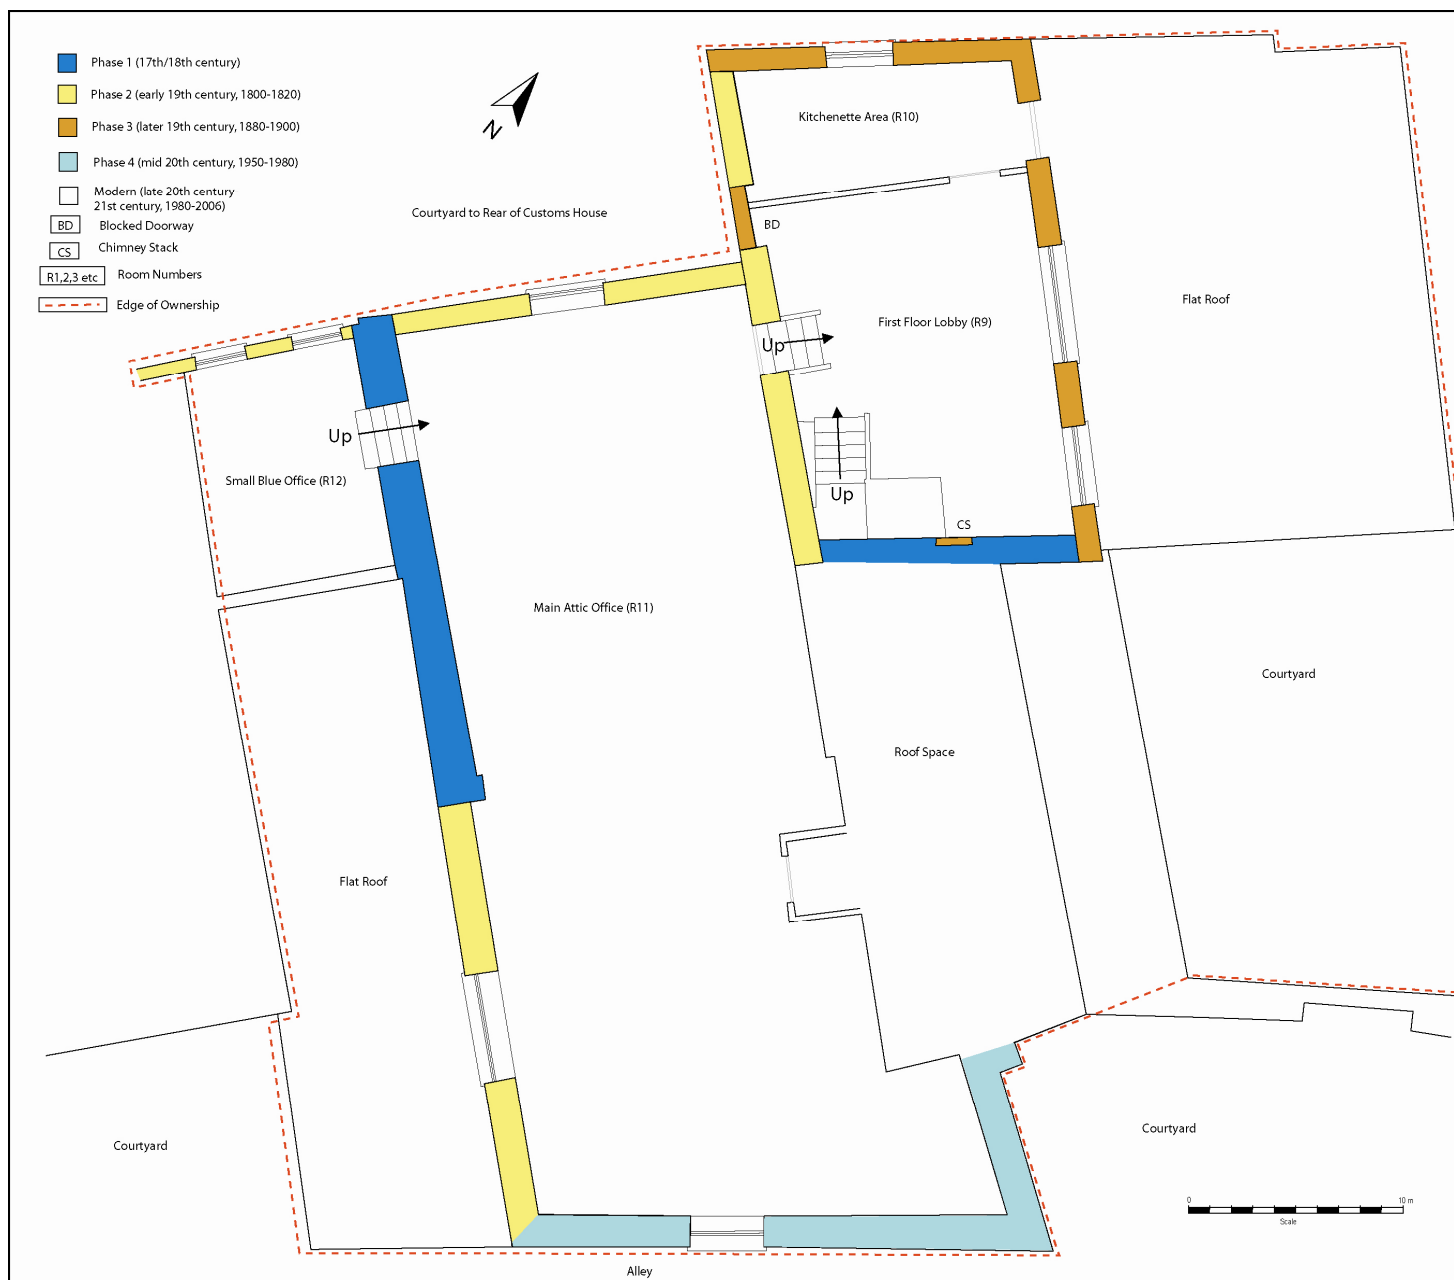 Phase 1 (17th/18th century)
Phase 2 (early 19th century, 1800-1820)
Phase 3 (later 19th century, 1880-1900)
Phase 4 (mid 20th century, 1950-1980)
Modern (late 20th century
21st century, 1980-2006)
BD Blocked Doorway
CS Chimney Stack
R1,2,3 etc Room Numbers
Edge of Ownership
N
Courtyard to Rear of Customs House
Kitchenette Area (R10)
BD
Flat Roof
First Floor Lobby (R9)
Up
Up
Small Blue Office (R12)
Up
CS
Main Attic Office (R11)
Courtyard
Roof Space
Flat Roof
Courtyard
Courtyard
0 10 m
Scale
Alley